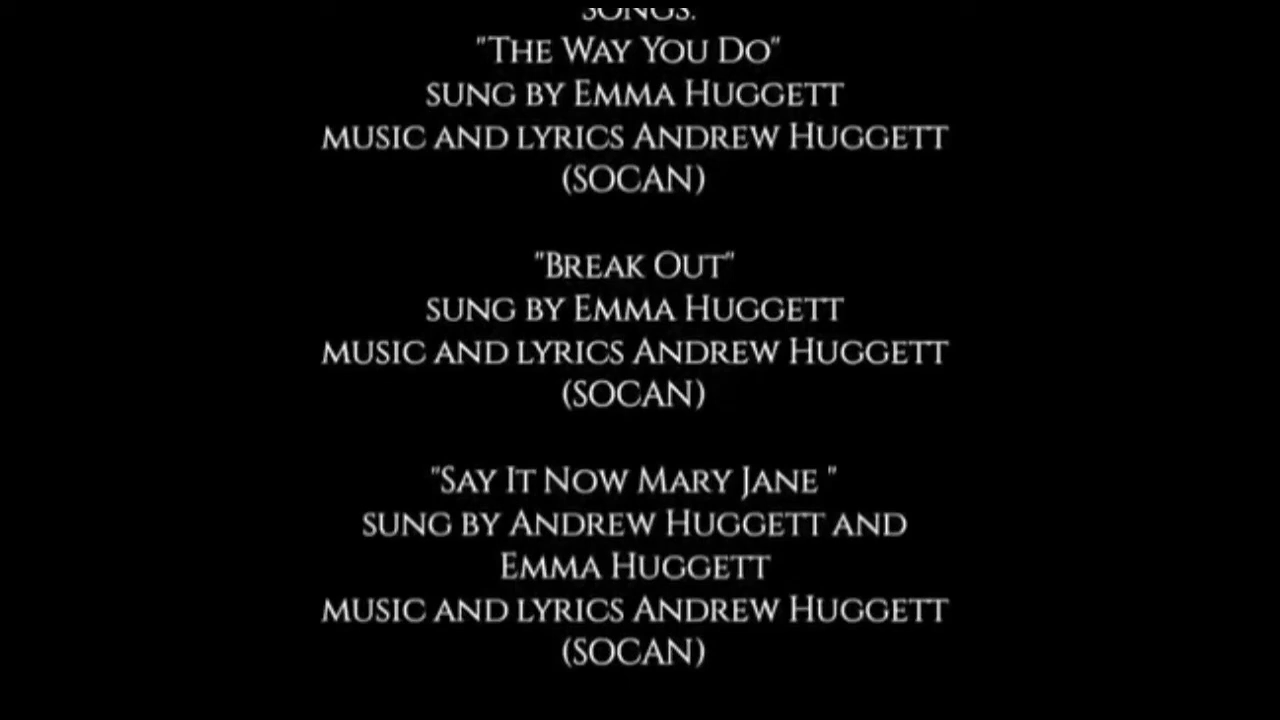 SONGS:
"THE WAY YOU DO"
SUNG BY EMMA HUGGETT
MUSIC AND LYRICS ANDREW HUGGETT
(SOCAN)
"BREAK OUT"
SUNG BY EMMA HUGGETT
MUSIC AND LYRICS ANDREW HUGGETT
(SOCAN)
"SAY IT NOW MARY JANE "
SUNG BY ANDREW HUGGETT AND
EMMA HUGGETT
MUSIC AND LYRICS ANDREW HUGGETT
(SOCAN)